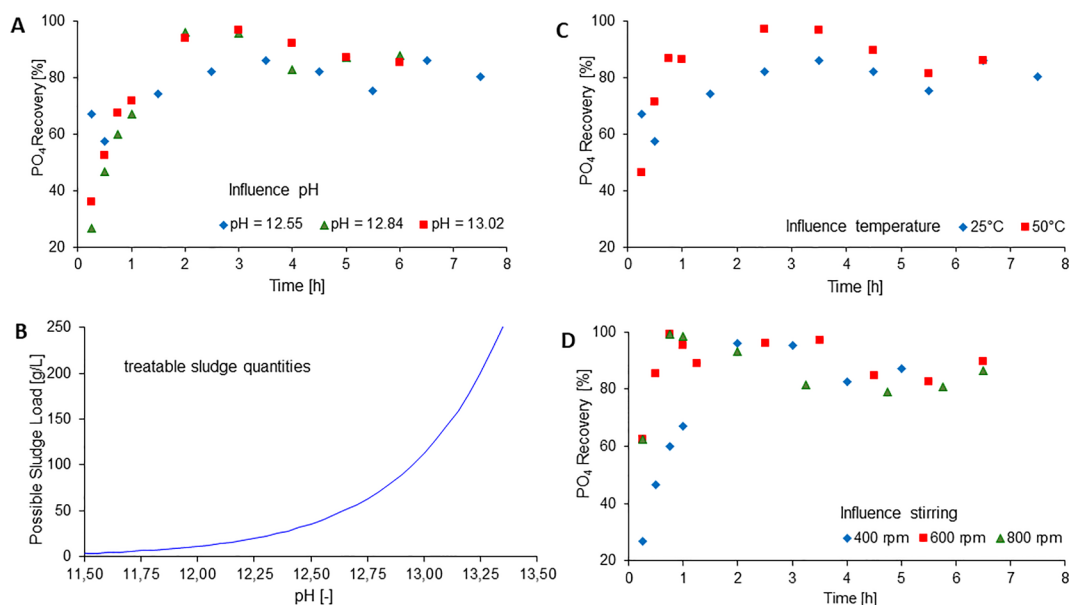 A
PO4 Recovery [%]
100
80
60
40
20
Influence pH
pH = 12.55 pH = 12.84 pH = 13.02
0 1 2 3 4 5 6 7 8
Time [h]
C
PO4 Recovery [%]
100
80
60
40
20
Influence temperature 25°C 50°C
0 1 2 3 4 5 6 7 8
Time [h]
B
Possible Sludge Load [g/L]
250
200
150
100
50
0
treatable sludge quantities
11,50 11,75 12,00 12,25 12,50 12,75 13,00 13,25 13,50
pH [-]
D
PO4 Recovery [%]
100
80
60
40
20
Influence stirring
400 rpm 600 rpm 800 rpm
0 1 2 3 4 5 6 7 8
Time [h]